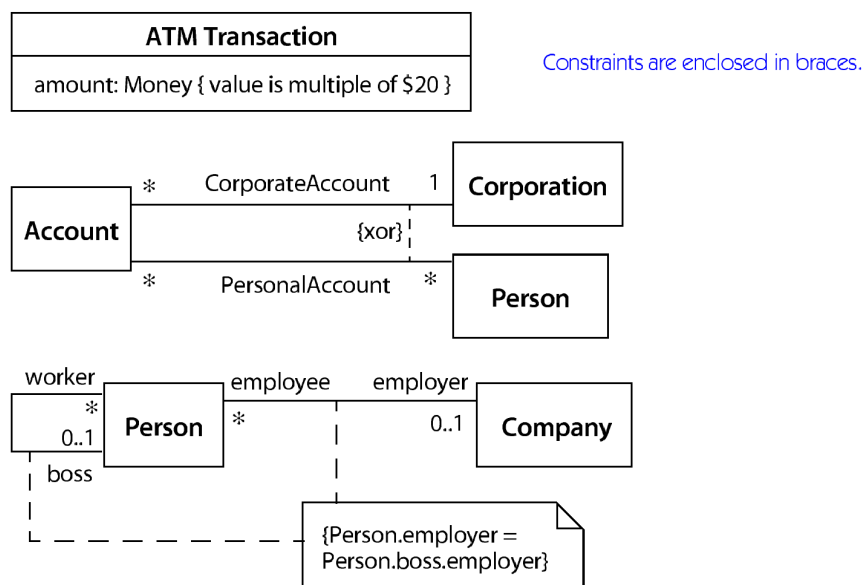 ATM Transaction
amount: Money { value is multiple of $20 }
Constraints are enclosed in braces.
* CorporateAccount 1
Corporation
Account
{xor}
* PersonalAccount *
Person
worker
employee employer
*
* 0..1
0..1
Person
Company
boss
{Person.employer =
Person.boss.employer}